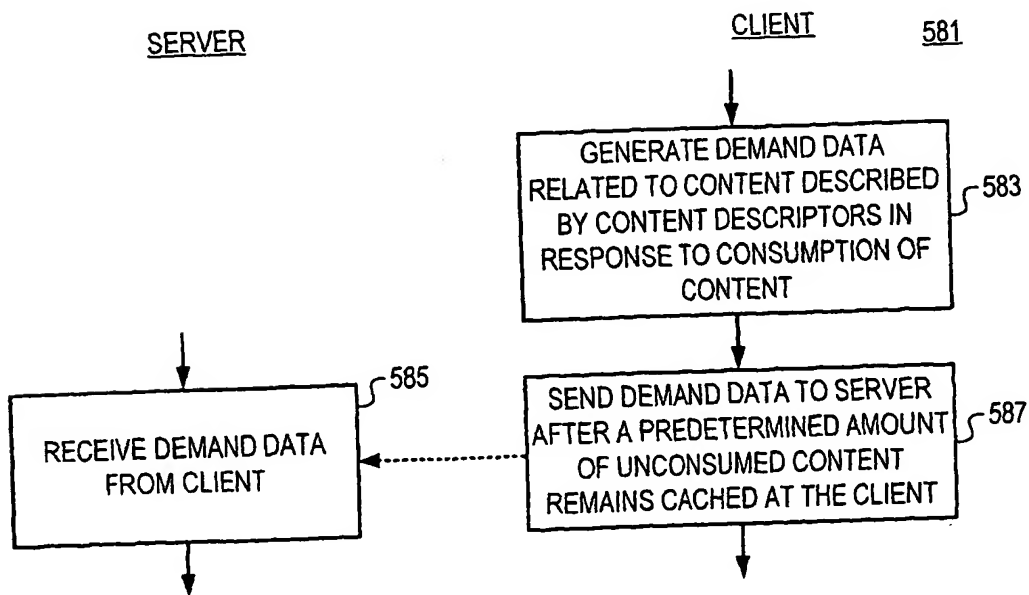 SERVER
CLIENT
581
GENERATE DEMAND DATA
RELATED TO CONTENT DESCRIBED
BY CONTENT DESCRIPTORS IN
RESPONSE TO CONSUMPTION OF
CONTENT
583
585
RECEIVE DEMAND DATA
FROM CLIENT
SEND DEMAND DATA TO SERVER
AFTER A PREDETERMINED AMOUNT
OF UNCONSUMED CONTENT
REMAINS CACHED AT THE CLIENT
587